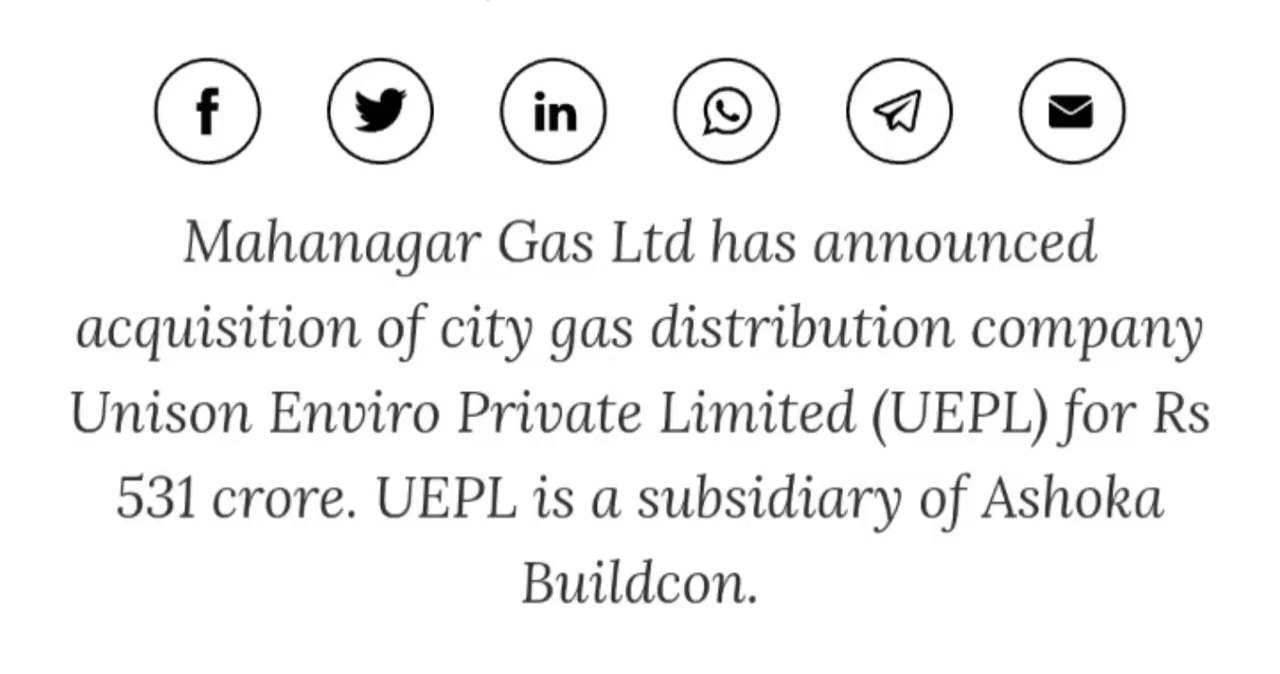 Mahanagar Gas Ltd has announced
acquisition of city gas distribution company
Unison Enviro Private Limited (UEPL) for Rs
531 crore. UEPL is a subsidiary of Ashoka
Buildcon.